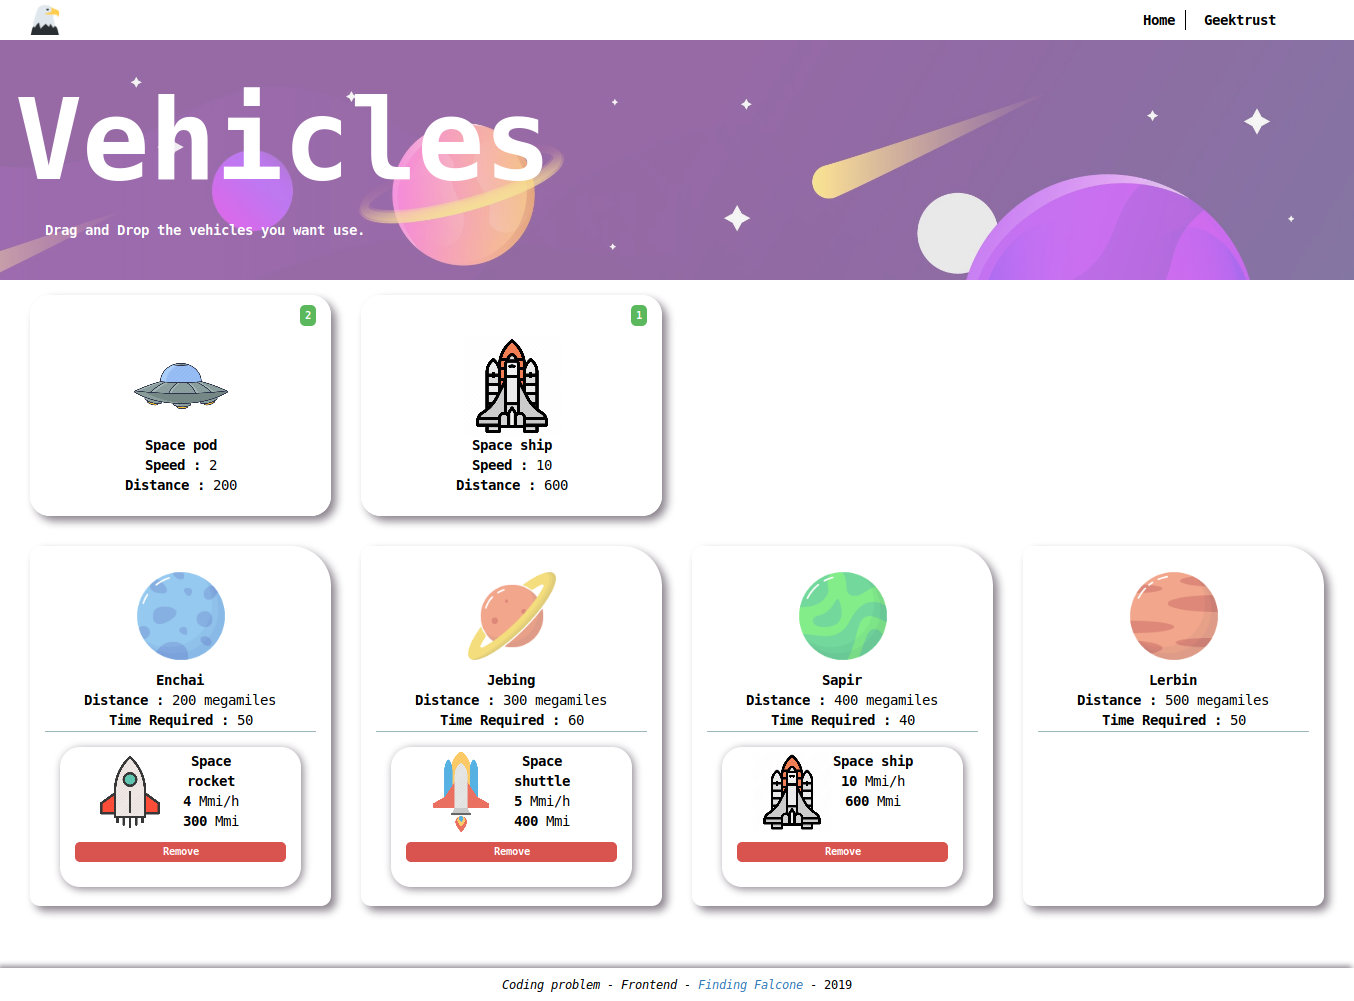 Home
Geektrust
Vehicles
Drag and Drop the vehicles you want use.
2
Space pod
Speed : 2
Distance : 200
1
Space ship
Speed : 10
Distance : 600
Enchai
Distance : 200 megamiles
Time Required : 50
Space
rocket
4 Mmi/h
300 Mmi
Remove
Jebing
Distance : 300 megamiles
Time Required : 60
Space
shuttle
5 Mmi/h
400 Mmi
Remove
Sapir
Distance : 400 megamiles
Time Required : 40
Space ship
10 Mmi/h
600 Mmi
Remove
Lerbin
Distance : 500 megamiles
Time Required : 50
Coding problem - Frontend - Finding Falcone - 2019